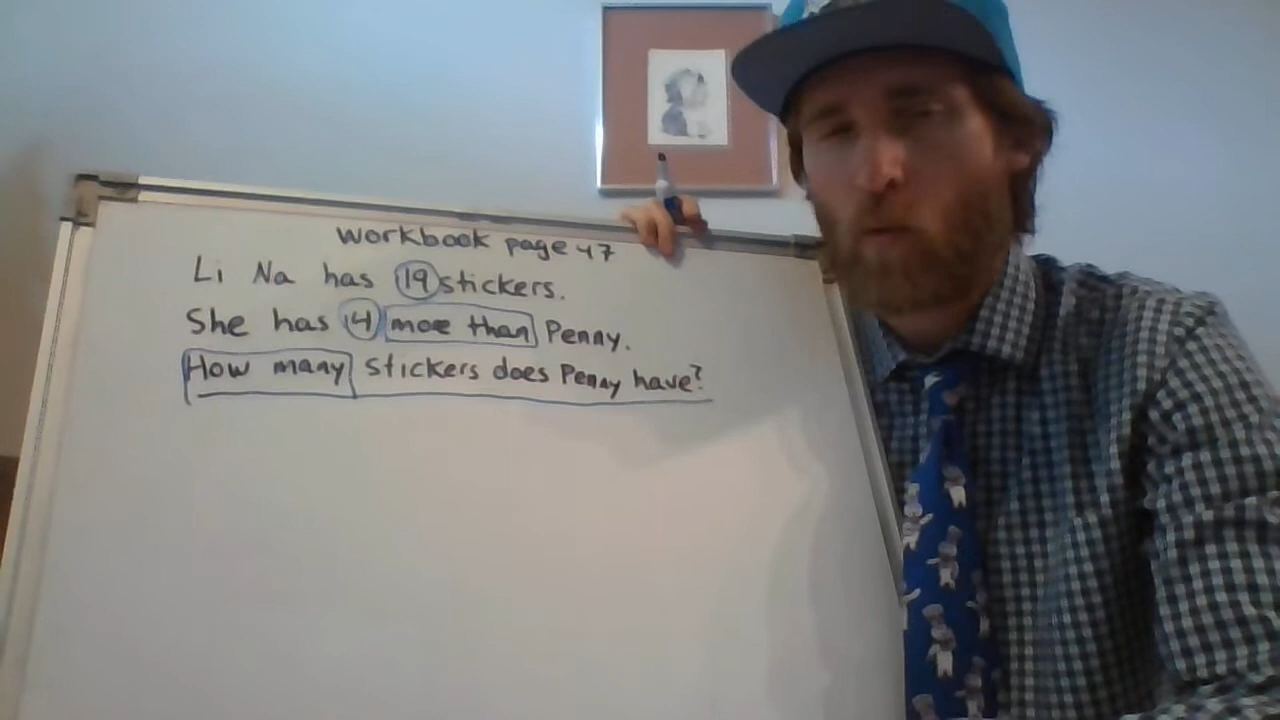 Workbook page 47
Li Na has 19 stickers.
She has 4 more than Penny.
How many stickers does Penny have?